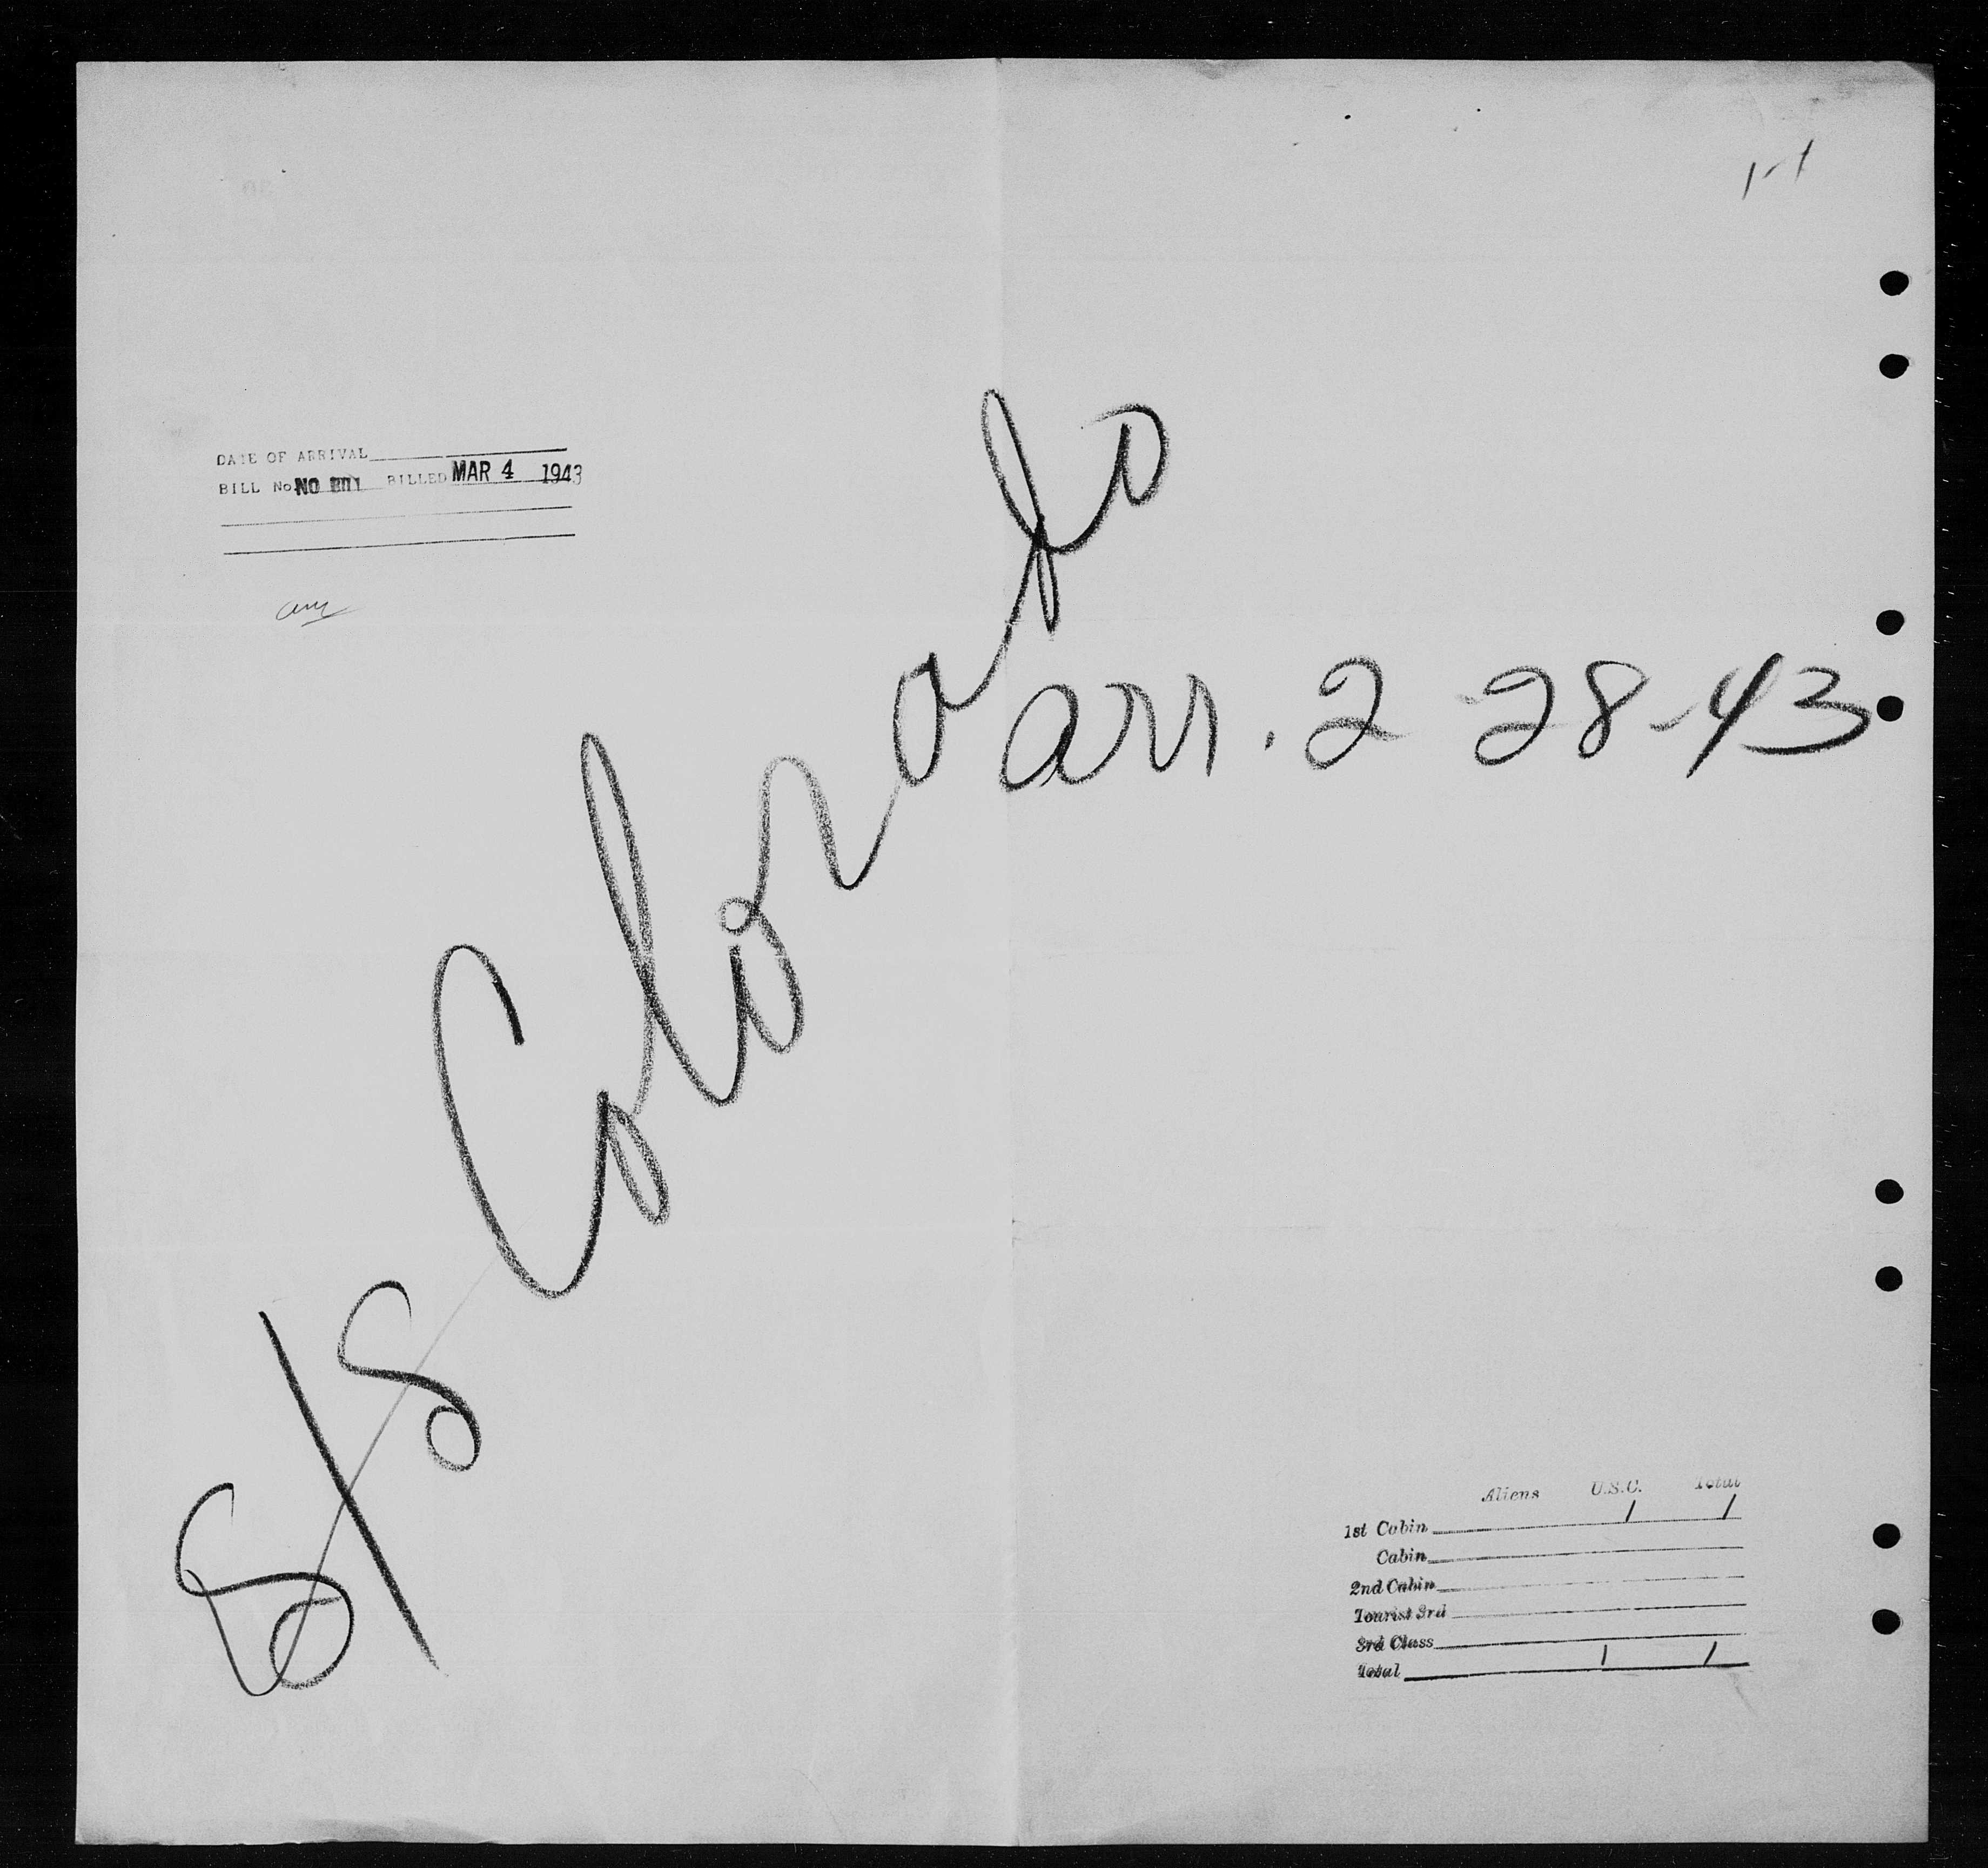 1-1
DATE OF ARRIVAL
BILL No NO Bill BILLED MAR 4 1943
S/S Colorado
arr. 2-28-43
Aliens U.S.C. Total
1st Cabin 1 1
Cabin
2nd Cabin
Tourist 3rd
3rd Class
Total 1 1